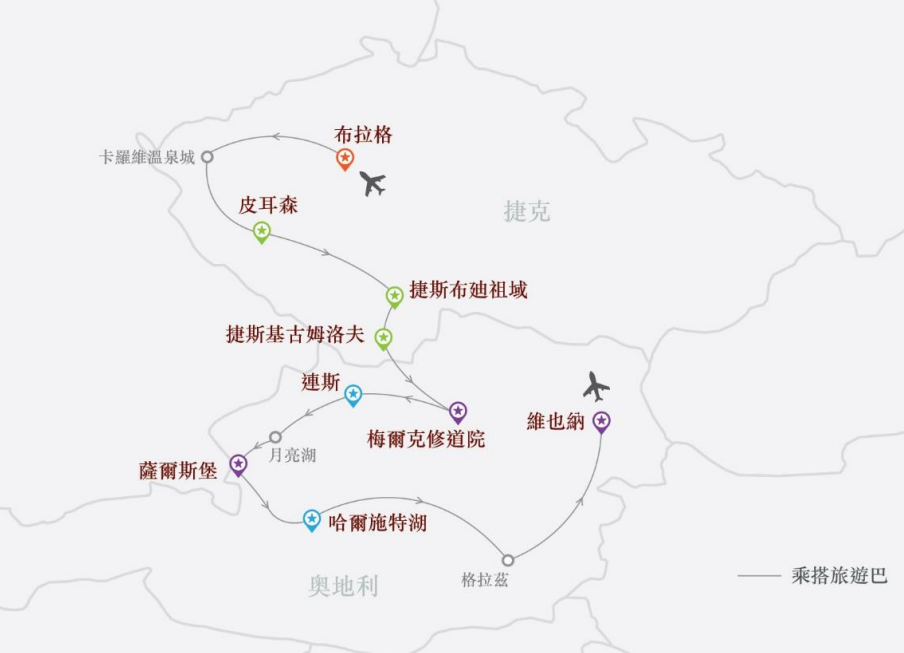 布拉格
卡羅維溫泉城
皮耳森
捷克
捷斯布廸祖域
捷斯基古姆洛夫
連斯
梅爾克修道院
維也納
月亮湖
薩爾斯堡
哈爾施特湖
格拉茲
奧地利
乘搭旅遊巴